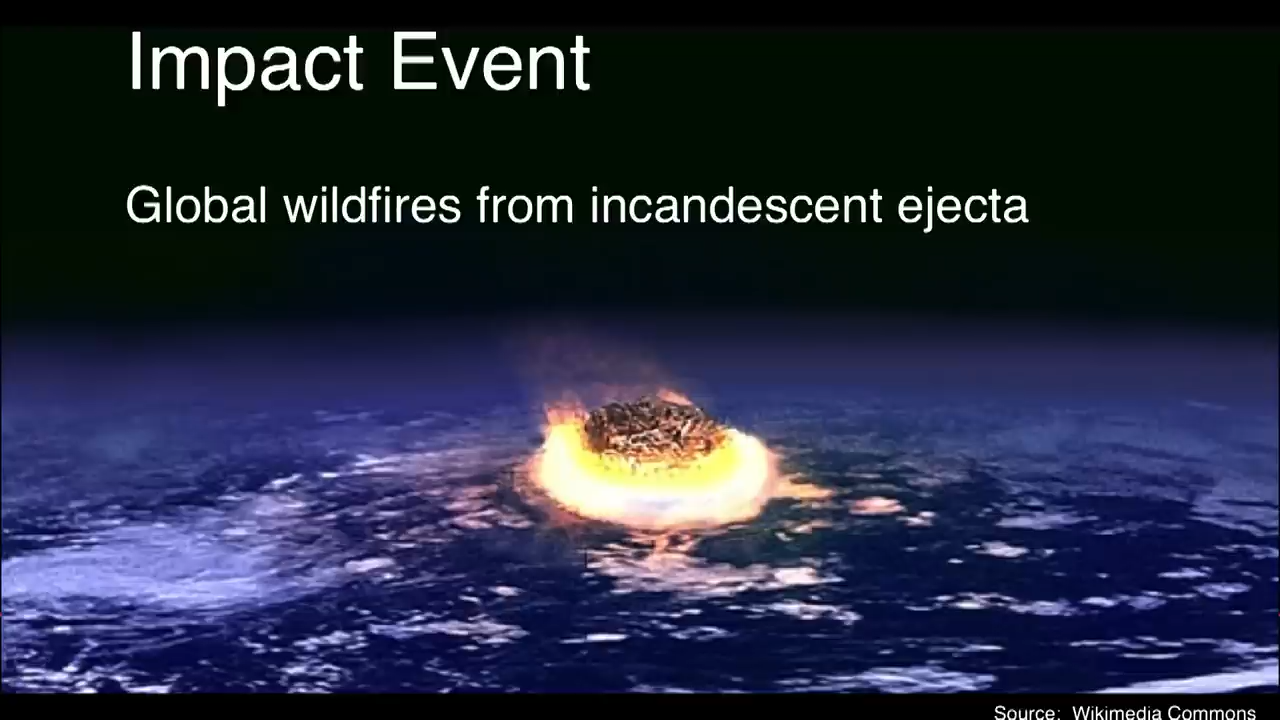 Impact Event
Global wildfires from incandescent ejecta
Source: Wikimedia Commons